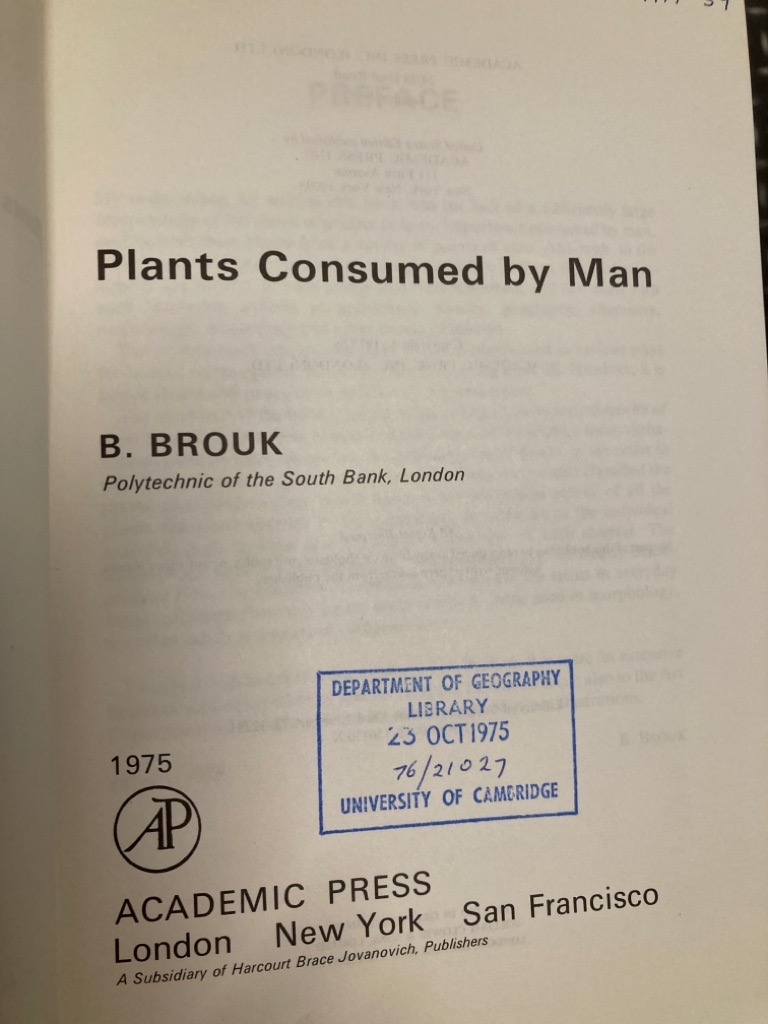 Plants Consumed by Man
B. BROUK
Polytechnic of the South Bank, London
DEPARTMENT OF GEOGRAPHY
LIBRARY
23 OCT 1975
76/21027
UNIVERSITY OF CAMBRIDGE
1975
AP
ACADEMIC PRESS
London New York San Francisco
A Subsidiary of Harcourt Brace Jovanovich, Publishers